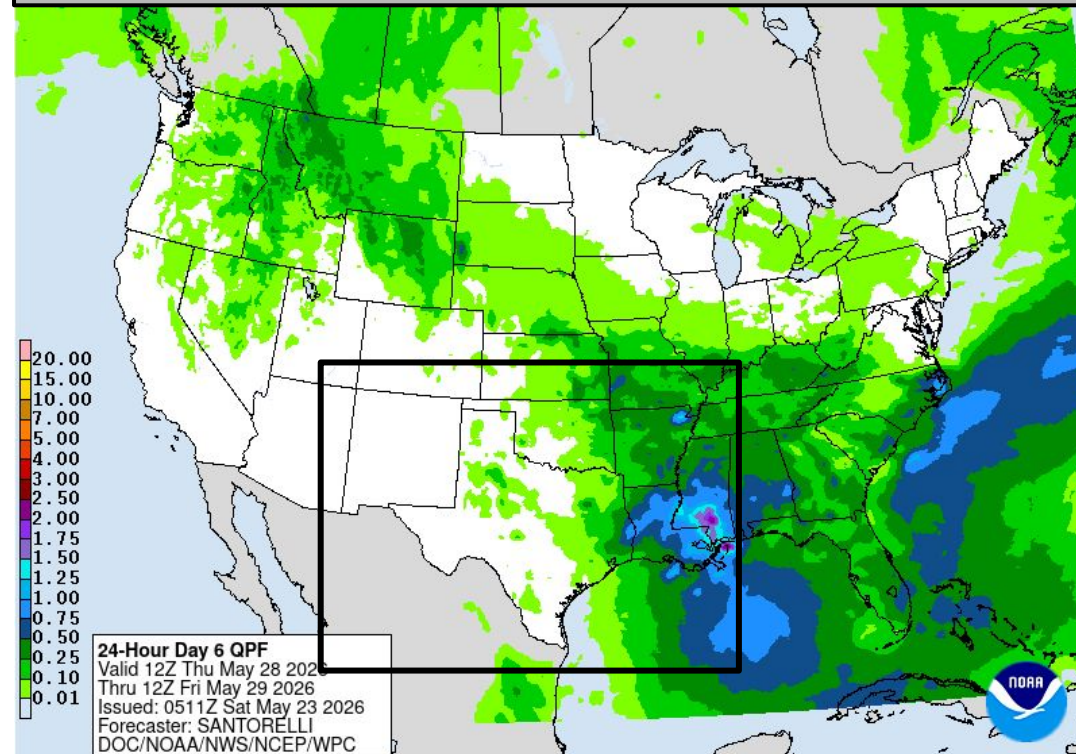 20.00
15.00
10.00
7.00
5.00
4.00
3.00
2.50
2.00
1.75
1.50
1.25
1.00
0.75
0.50
0.25
0.10
0.01
24-Hour Day 6 QPF
Valid 12Z Thu May 28 2026
Thru 12Z Fri May 29 2026
Issued: 0511Z Sat May 23 2026
Forecaster: SANTORELLI
DOC/NOAA/NWS/NCEP/WPC
NOAA